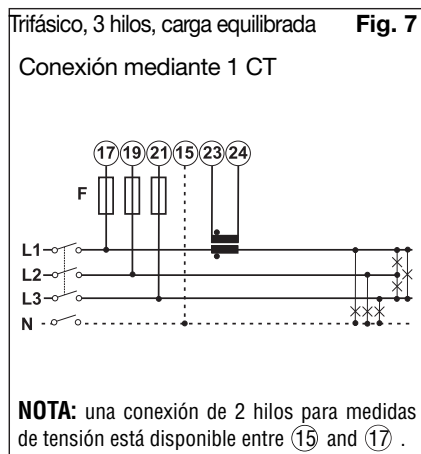 Trifásico, 3 hilos, carga equilibrada Fig. 7
Conexión mediante 1 CT
17 19 21 15 23 24
F
L1
L2
L3
N
NOTA: una conexión de 2 hilos para medidas
de tensión está disponible entre 15 and 17 .